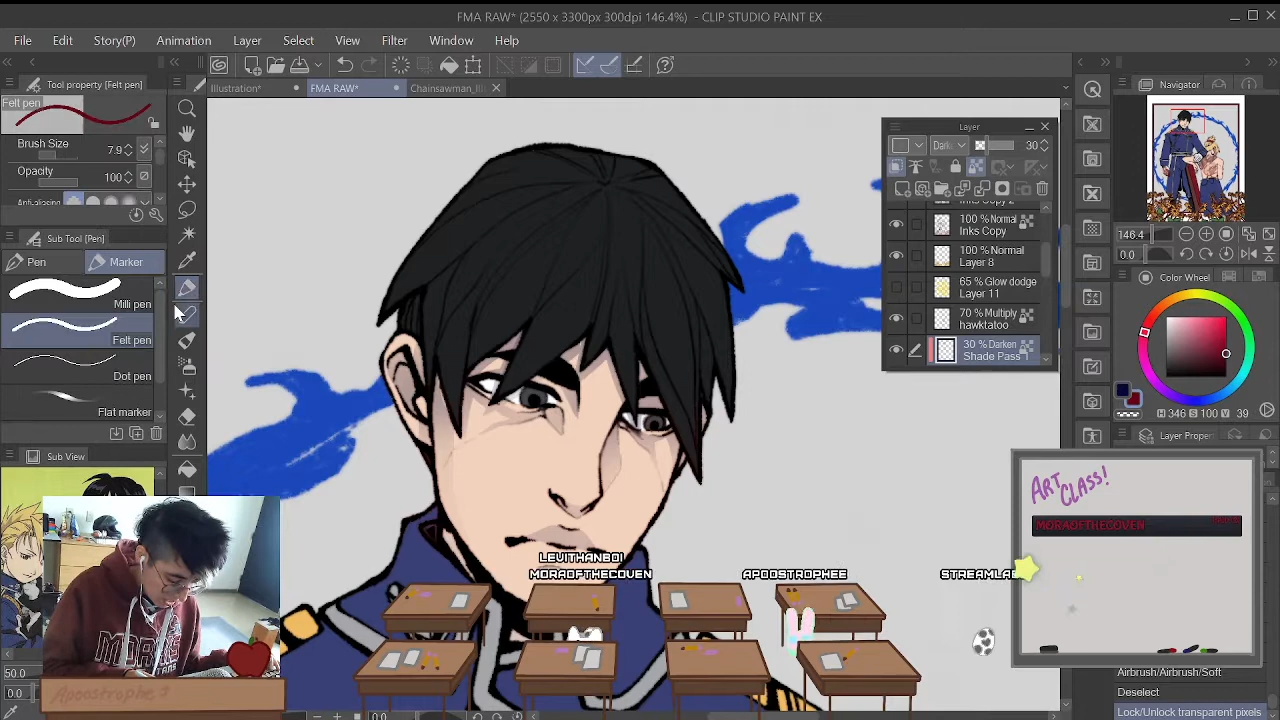 FMA RAW* (2550 x 3300px 300dpi 146.4%) - CLIP STUDIO PAINT EX
File Edit Story(P) Animation Layer Select View Filter Window Help
Tool property [Felt pen]
Illustration* FMA RAW* Chainsawman_Ill
Navigator
Felt pen
Layer
Brush Size 7.9
30
Opacity 100
Sub Tool [Pen]
Pen Marker
100 % Normal
Inks Copy
146.4
100 % Normal
Layer 8
0.0
Milli pen
65 % Glow dodge
Layer 11
Color Wheel
Felt pen
70 % Multiply
hawktatoo
30 % Darken
Shade Pass 1
Dot pen
Flat marker
H 346 S 100 V 39
Sub View
ART CLASS!
MORAOFTHECOVEN
LEVITHANBOI
MORAOFTHECOVEN APOOSTROPHEE
50.0
Airbrush/Airbrush/Soft
Deselect
Lock/Unlock transparent pixels
0.0